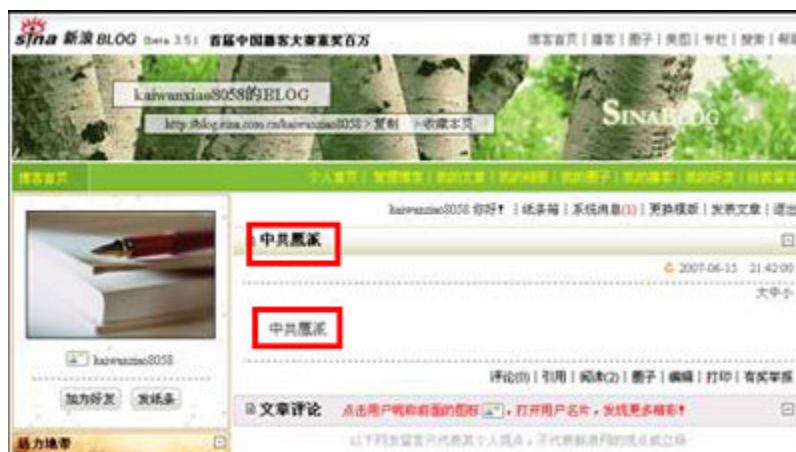 sina 新浪 BLOG (beta 3.5) 首届中国播客大赛重奖百万
博客首页 | 播客 | 圈子 | 美图 | 专栏 | 搜索 | 帮助
kaiwanxiao8058的BLOG
http://blog.sina.com.cn/kaiwanxiao8058 > 复制 > 收藏本页
SINABLOG
博客首页
个人首页 | 管理博客 | 我的文章 | 我的相册 | 我的圈子 | 我的播客 | 我的好友 | 给我留言
kaiwanxiao8058 你好! | 纸条箱 | 系统消息(1) | 更换模版 | 发表文章 | 退出
中共鹰派
2007-06-15 21:42:00
大中小
中共鹰派
kaiwanxiao8058
评论(0) | 引用 | 阅读(2) | 圈子 | 编辑 | 打印 | 有奖举报
加为好友 发纸条
文章评论 点击用户昵称前面的图标，打开用户名片，发现更多精彩!
活力地带
以下网友留言只代表其个人观点，不代表新浪网的观点或立场